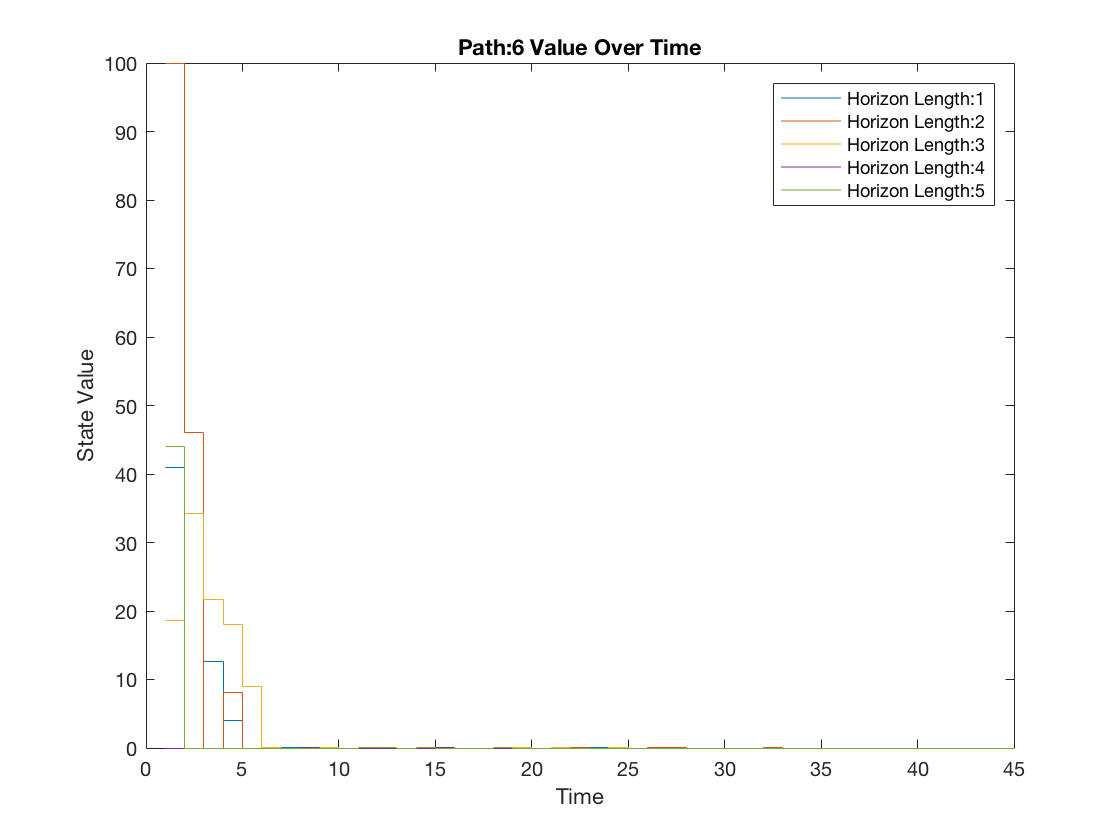 Path:6 Value Over Time
100
90
80
70
60
50
40
30
20
10
0
State Value
Horizon Length:1
Horizon Length:2
Horizon Length:3
Horizon Length:4
Horizon Length:5
0 5 10 15 20 25 30 35 40 45
Time